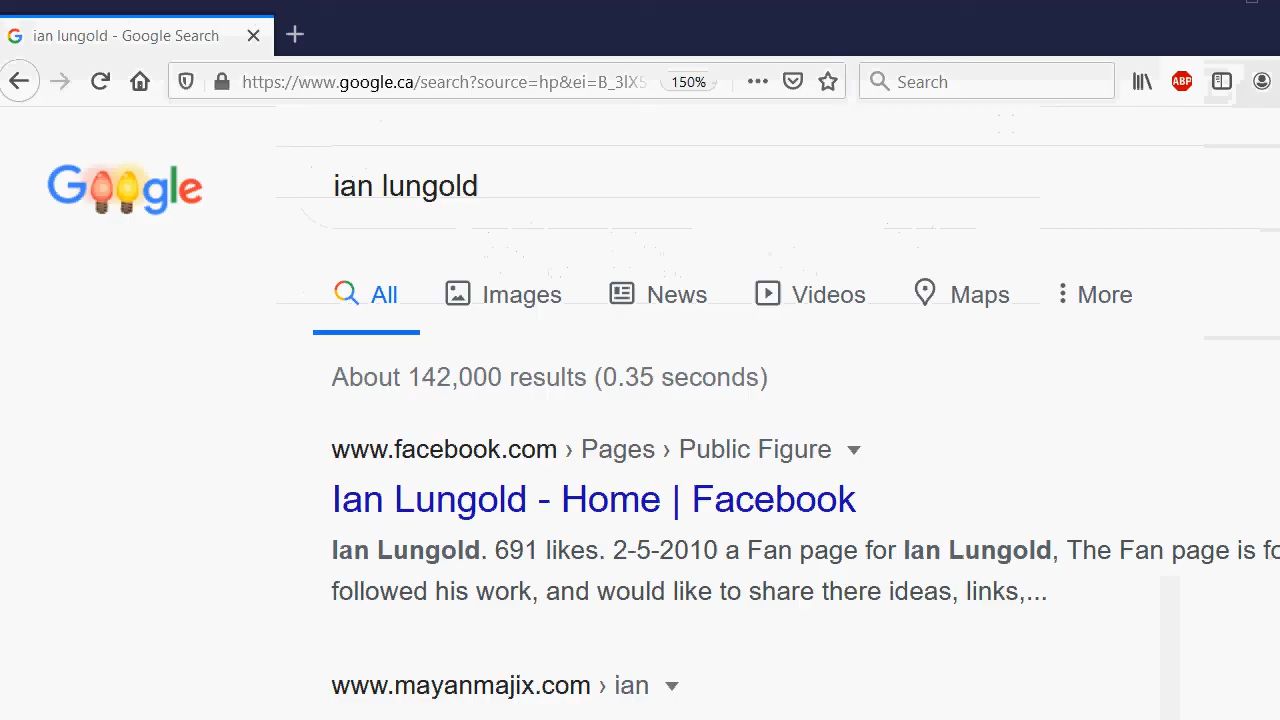 ian lungold - Google Search
https://www.google.ca/search?source=hp&ei=B_3lX5
150%
Search
ABP
Google
ian lungold
All Images News Videos Maps More
About 142,000 results (0.35 seconds)
www.facebook.com › Pages › Public Figure
Ian Lungold - Home | Facebook
Ian Lungold. 691 likes. 2-5-2010 a Fan page for Ian Lungold, The Fan page is fo
followed his work, and would like to share there ideas, links,...
www.mayanmajix.com › ian